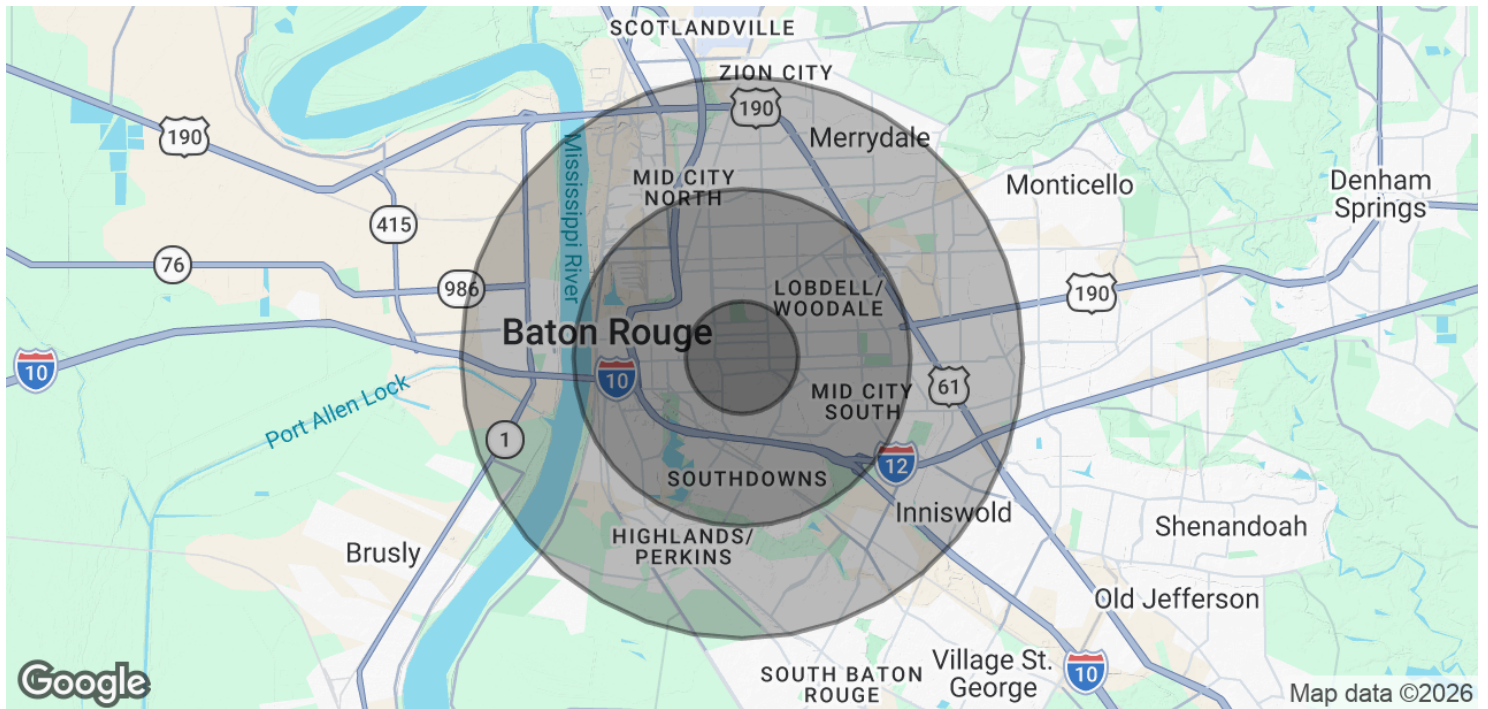 SCOTLANDVILLE
ZION CITY
190
Merrydale
190
Mississippi River
MID CITY
NORTH
Monticello
Denham
Springs
415
76
986
LOBDELL/
WOODALE
190
Baton Rouge
10
10
61
Port Allen Lock
MID CITY
SOUTH
1
12
SOUTHDOWNS
Inniswold
HIGHLANDS/
PERKINS
Brusly
Shenandoah
Old Jefferson
SOUTH BATON
ROUGE
Village St.
George
10
Google
Map data ©2026